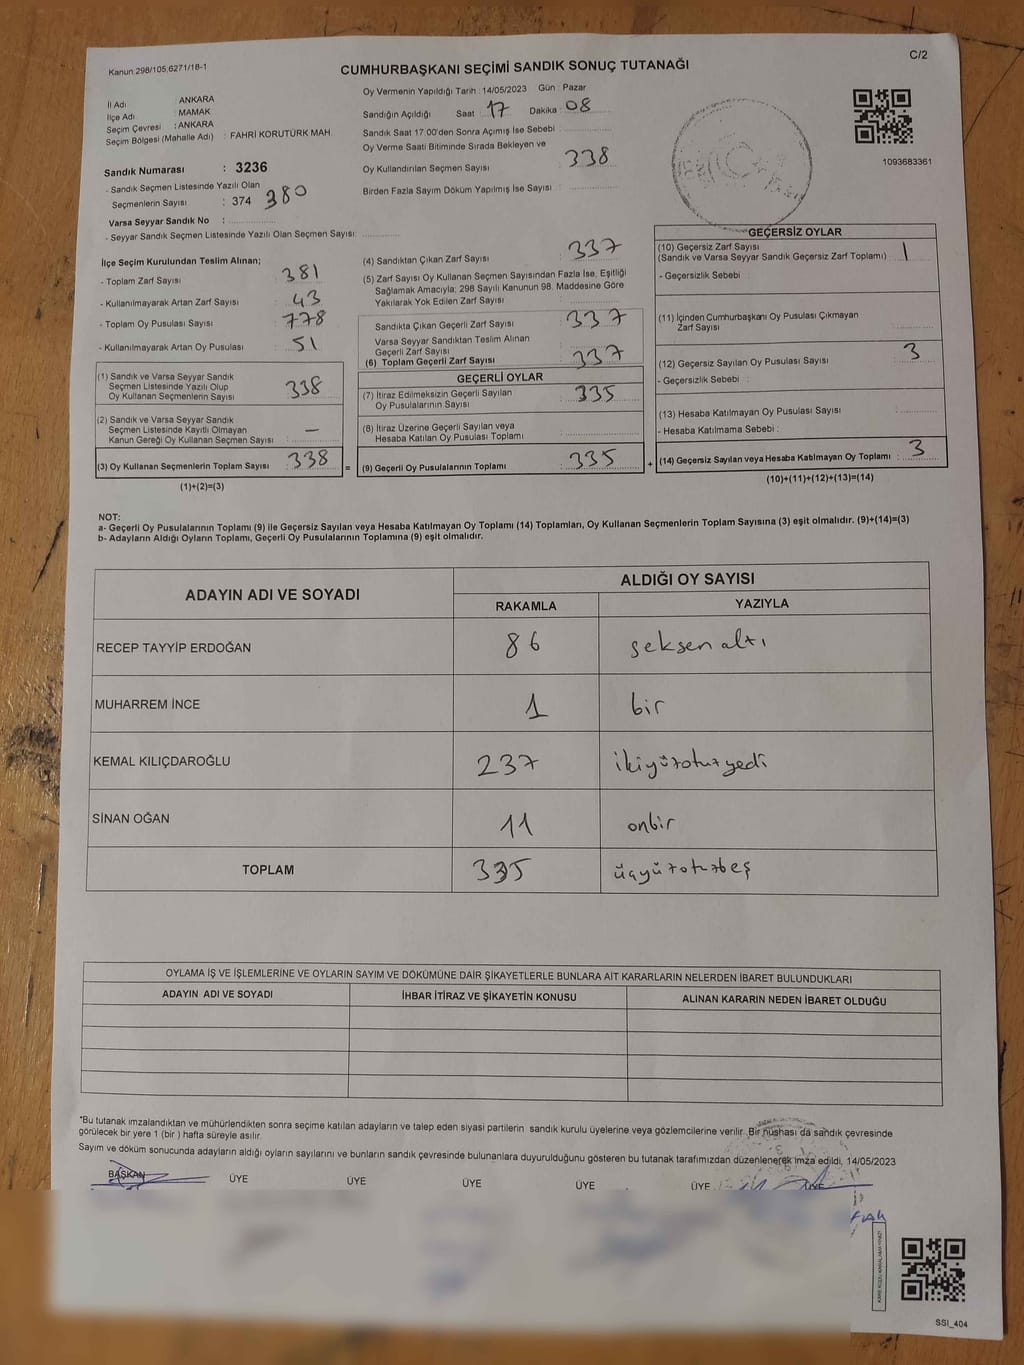 Kanun 298/105,6271/18-1
C/2
CUMHURBAŞKANI SEÇİMİ SANDIK SONUÇ TUTANAĞI
İl Adı : ANKARA
İlçe Adı : MAMAK
Seçim Çevresi : ANKARA
Seçim Bölgesi (Mahalle Adı) : FAHRİ KORUTÜRK MAH.
Sandık Numarası : 3236
- Sandık Seçmen Listesinde Yazılı Olan
Seçmenlerin Sayısı : 374 380
Varsa Seyyar Sandık No :
- Seyyar Sandık Seçmen Listesinde Yazılı Olan Seçmen Sayısı:
Oy Vermenin Yapıldığı Tarih : 14/05/2023 Gün : Pazar
Sandığın Açıldığı Saat 17 Dakika 08
Sandık Saat 17:00'den Sonra Açımış İse Sebebi :
Oy Verme Saati Bitiminde Sırada Bekleyen ve
Oy Kullandırılan Seçmen Sayısı : 338
Birden Fazla Sayım Döküm Yapılmış İse Sayısı :
1093683361
İlçe Seçim Kurulundan Teslim Alınan;
- Toplam Zarf Sayısı : 381
- Kullanılmayarak Artan Zarf Sayısı : 43
- Toplam Oy Pusulası Sayısı : 778
- Kullanılmayarak Artan Oy Pusulası : 51
(1) Sandık ve Varsa Seyyar Sandık
Seçmen Listesinde Yazılı Olup
Oy Kullanan Seçmenlerin Sayısı : 338
(2) Sandık ve Varsa Seyyar Sandık
Seçmen Listesinde Kayıtlı Olmayan
Kanun Gereği Oy Kullanan Seçmen Sayısı : —
(3) Oy Kullanan Seçmenlerin Toplam Sayısı : 338 =
(1)+(2)=(3)
(4) Sandıktan Çıkan Zarf Sayısı : 337
(5) Zarf Sayısı Oy Kullanan Seçmen Sayısından Fazla İse, Eşitliği
Sağlamak Amacıyla; 298 Sayılı Kanunun 98. Maddesine Göre
Yakılarak Yok Edilen Zarf Sayısı :
Sandıkta Çıkan Geçerli Zarf Sayısı : 337
Varsa Seyyar Sandıktan Teslim Alınan
Geçerli Zarf Sayısı :
(6) Toplam Geçerli Zarf Sayısı : 337
GEÇERLİ OYLAR
(7) İtiraz Edilmeksizin Geçerli Sayılan
Oy Pusulalarının Sayısı : 335
(8) İtiraz Üzerine Geçerli Sayılan veya
Hesaba Katılan Oy Pusulası Toplamı :
(9) Geçerli Oy Pusulalarının Toplamı : 335 +
GEÇERSİZ OYLAR
(10) Geçersiz Zarf Sayısı
(Sandık ve Varsa Seyyar Sandık Geçersiz Zarf Toplamı) : 1
- Geçersizlik Sebebi :
(11) İçinden Cumhurbaşkanı Oy Pusulası Çıkmayan
Zarf Sayısı :
(12) Geçersiz Sayılan Oy Pusulası Sayısı : 3
- Geçersizlik Sebebi :
(13) Hesaba Katılmayan Oy Pusulası Sayısı :
- Hesaba Katılmama Sebebi :
(14) Geçersiz Sayılan veya Hesaba Katılmayan Oy Toplamı : 3
(10)+(11)+(12)+(13)=(14)
NOT:
a- Geçerli Oy Pusulalarının Toplamı (9) ile Geçersiz Sayılan veya Hesaba Katılmayan Oy Toplamı (14) Toplamları, Oy Kullanan Seçmenlerin Toplam Sayısına (3) eşit olmalıdır. (9)+(14)=(3)
b- Adayların Aldığı Oyların Toplamı, Geçerli Oy Pusulalarının Toplamına (9) eşit olmalıdır.
ADAYIN ADI VE SOYADI
ALDIĞI OY SAYISI
RAKAMLA YAZIYLA
RECEP TAYYİP ERDOĞAN 86 seksen altı
MUHARREM İNCE 1 bir
KEMAL KILIÇDAROĞLU 237 ikiyüzotuzyedi
SİNAN OĞAN 11 onbir
TOPLAM 335 üçyüzotuzbeş
OYLAMA İŞ VE İŞLEMLERİNE VE OYLARIN SAYIM VE DÖKÜMÜNE DAİR ŞİKAYETLERLE BUNLARA AİT KARARLARIN NELERDEN İBARET BULUNDUKLARI
ADAYIN ADI VE SOYADI İHBAR İTİRAZ VE ŞİKAYETİN KONUSU ALINAN KARARIN NEDEN İBARET OLDUĞU
*Bu tutanak imzalandıktan ve mühürlendikten sonra seçime katılan adayların ve talep eden siyasi partilerin sandık kurulu üyelerine veya gözlemcilerine verilir. Bir nüshası da sandık çevresinde
görülecek bir yere 1 (bir ) hafta süreyle asılır.
Sayım ve döküm sonucunda adayların aldığı oyların sayılarını ve bunların sandık çevresinde bulunanlara duyurulduğunu gösteren bu tutanak tarafımızdan düzenlenerek imza edildi, 14/05/2023
BAŞKAN ÜYE ÜYE ÜYE ÜYE ÜYE ÜYE
SSI_404